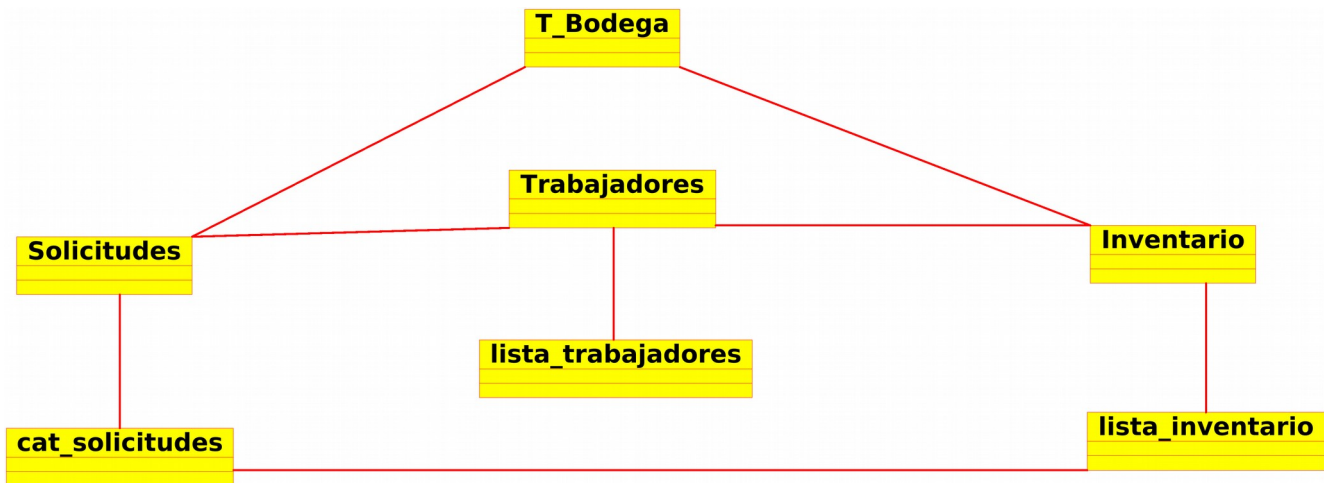 T_Bodega
Trabajadores
Solicitudes
Inventario
lista_trabajadores
cat_solicitudes
lista_inventario